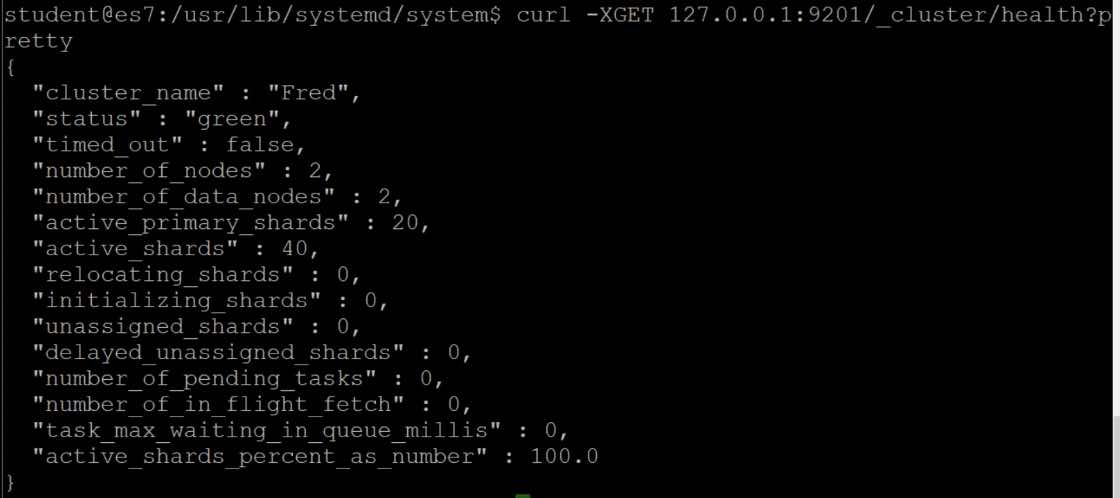 student@es7:/usr/lib/systemd/system$ curl -XGET 127.0.0.1:9201/_cluster/health?p
retty
{
  "cluster_name" : "Fred",
  "status" : "green",
  "timed_out" : false,
  "number_of_nodes" : 2,
  "number_of_data_nodes" : 2,
  "active_primary_shards" : 20,
  "active_shards" : 40,
  "relocating_shards" : 0,
  "initializing_shards" : 0,
  "unassigned_shards" : 0,
  "delayed_unassigned_shards" : 0,
  "number_of_pending_tasks" : 0,
  "number_of_in_flight_fetch" : 0,
  "task_max_waiting_in_queue_millis" : 0,
  "active_shards_percent_as_number" : 100.0
}